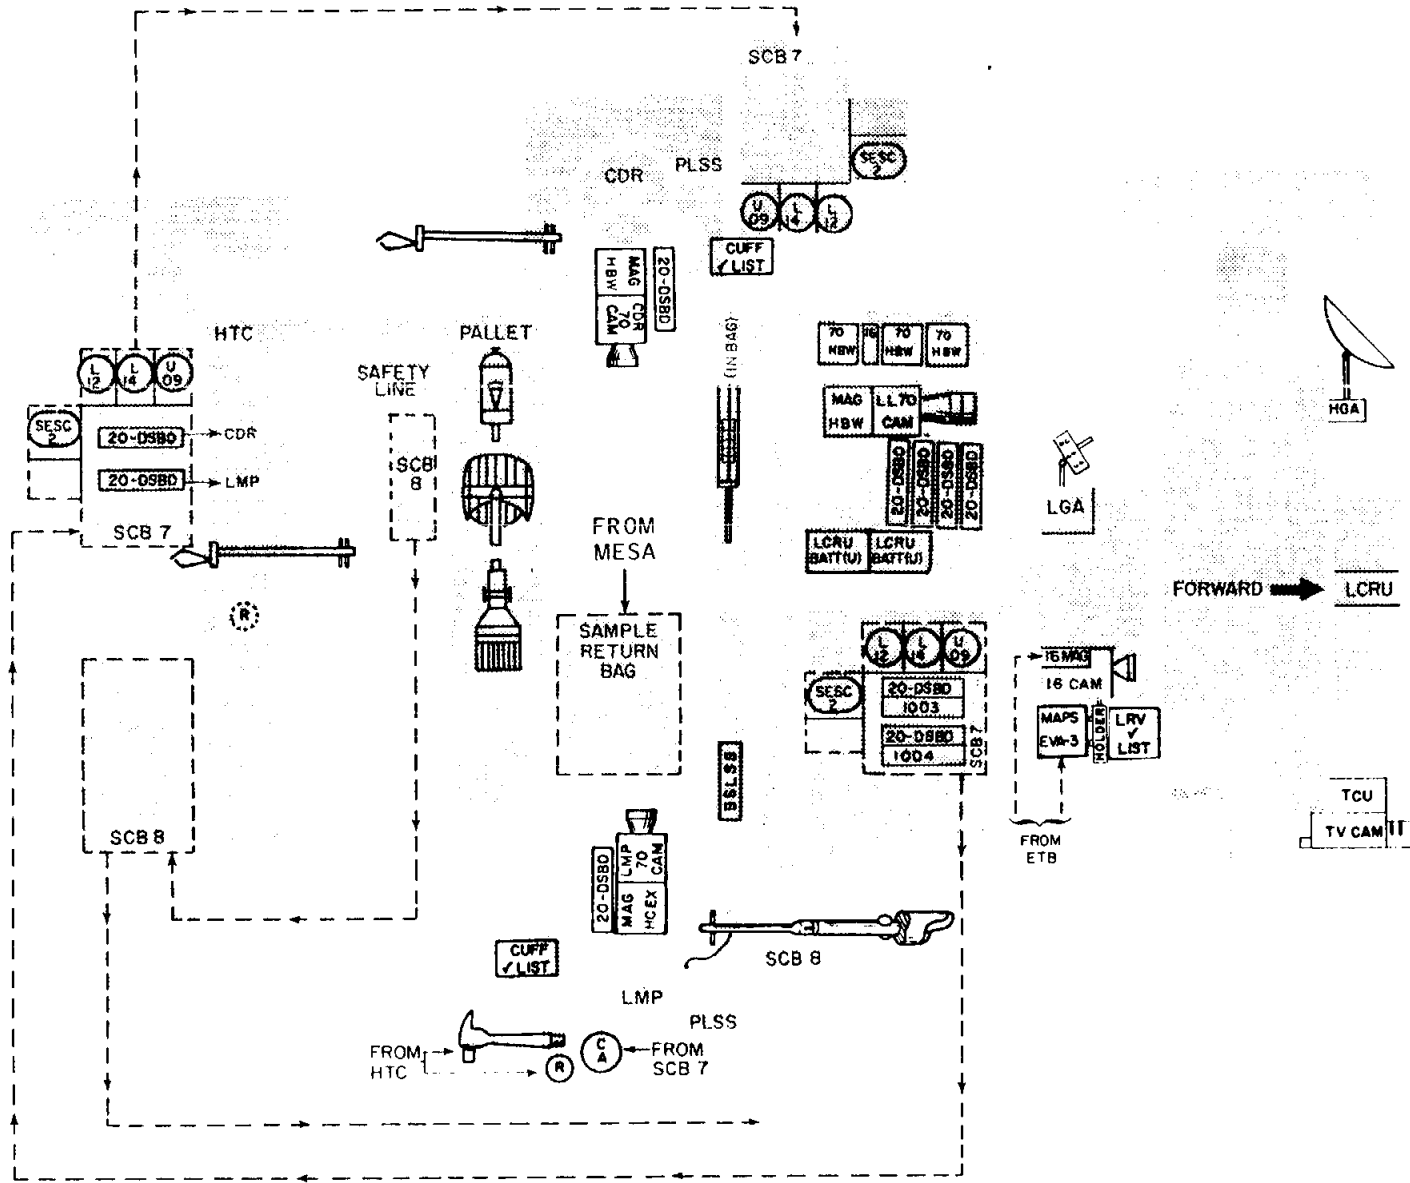 SCB 7
SESC
2
CDR
PLSS
U
09
L
14
L
12
CUFF
✓ LIST
MAG
HBW
CDR
70
CAM
20-DSBD
(IN BAG)
HTC
PALLET
SAFETY
LINE
L
12
L
14
U
09
SESC
2
20-DSBD
CDR
20-DSBD
LMP
SCB 7
SCB
8
70
HBW
16
70
HBW
70
HBW
MAG
HBW
LL70
CAM
20-DSBD
20-DSBD
20-DSBD
20-DSBD
LCRU
BATT(U)
LCRU
BATT(U)
HGA
LGA
FORWARD
LCRU
FROM
MESA
SAMPLE
RETURN
BAG
R
SCB 8
L
12
L
14
U
09
SESC
2
20-DSBD
1003
20-DSBD
1004
SCB 7
16 MAG
16 CAM
MAPS
EVA-3
HOLDER
LRV
✓
LIST
FROM
ETB
TCU
TV CAM
BSLSS
20-DSBD
LMP
70
CAM
MAG
HCEX
CUFF
✓ LIST
SCB 8
LMP
PLSS
FROM
HTC
R
C
A
FROM
SCB 7